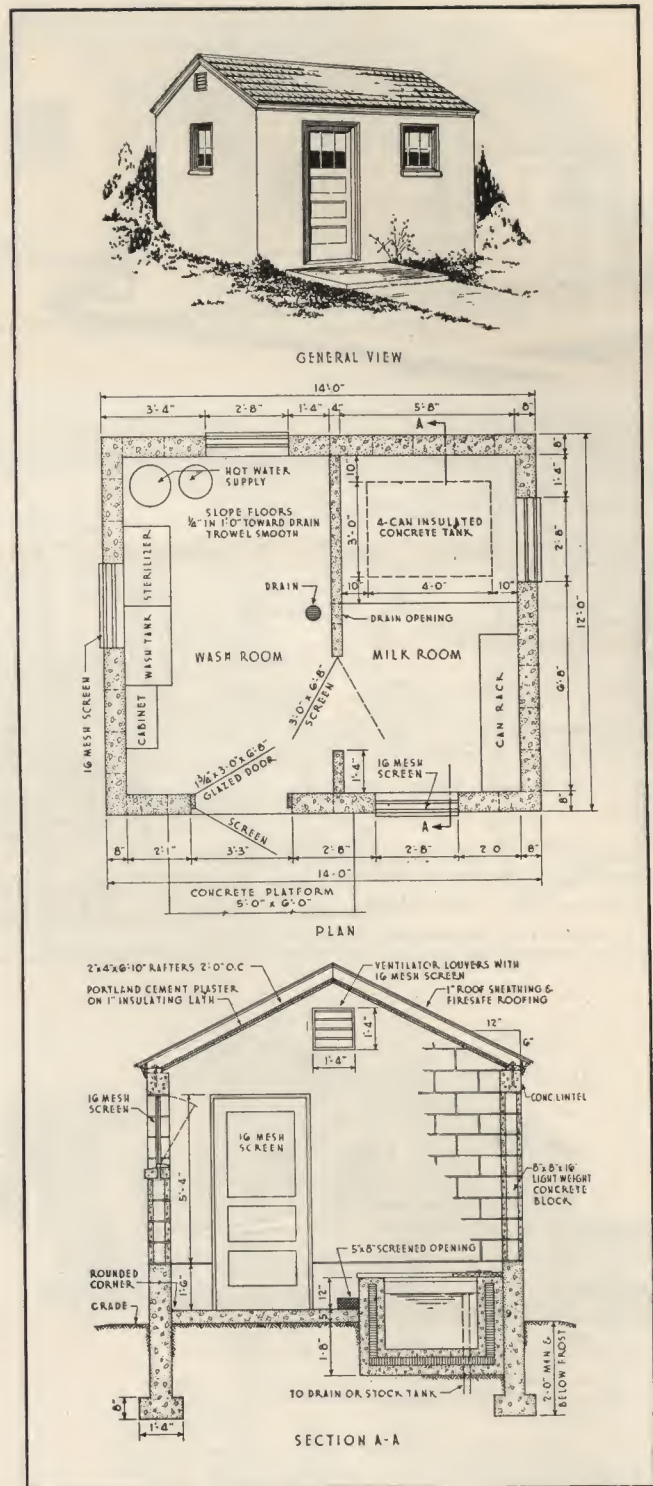 GENERAL VIEW
14'-0"
3'-4"
2'-8"
1'-4"
4"
5'-8"
8"
A
HOT WATER
SUPPLY
SLOPE FLOORS
1/4" IN 1'-0" TOWARD DRAIN
TROWEL SMOOTH
10"
3'-0"
4-CAN INSULATED
CONCRETE TANK
10"
4'-0"
10"
8"
1'-4"
2'-8"
12'-0"
6'-8"
8"
STERILIZER
WASH TANK
CABINET
16 MESH SCREEN
DRAIN
DRAIN OPENING
WASH ROOM
MILK ROOM
3'-0" x 6'-8"
SCREEN
CAN RACK
1 3/4" x 3'-0" x 6'-8"
GLAZED DOOR
SCREEN
1'-4"
16 MESH
SCREEN
A
8"
2'-1"
3'-3"
2'-8"
2'-8"
2'0
8"
14'-0"
CONCRETE PLATFORM
5'-0" x 6'-0"
PLAN
2"x4"x6'-10" RAFTERS 2'-0" O.C
PORTLAND CEMENT PLASTER
ON 1" INSULATING LATH
VENTILATOR LOUVERS WITH
16 MESH SCREEN
1" ROOF SHEATHING &
FIRESAFE ROOFING
1'-4"
1'-4"
12"
6"
CONC. LINTEL
16 MESH
SCREEN
16 MESH
SCREEN
5'-4"
8"x8"x16"
LIGHT WEIGHT
CONCRETE
BLOCK
5"x8" SCREENED OPENING
ROUNDED
CORNER
1'-6"
12"
5"
GRADE
1'-8"
2'-0" MIN &
BELOW FROST
TO DRAIN OR STOCK TANK
8"
1'-4"
SECTION A-A